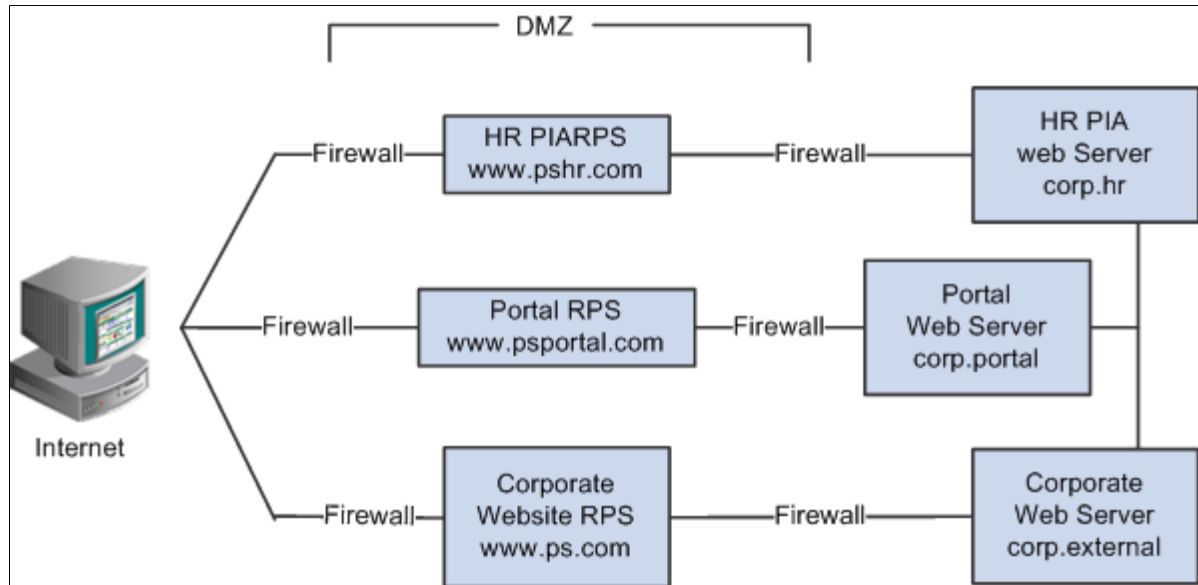 DMZ
Firewall
HR PIARPS
www.pshr.com
Firewall
HR PIA
web Server
corp.hr
Internet
Firewall
Portal RPS
www.psportal.com
Firewall
Portal
Web Server
corp.portal
Firewall
Corporate
Website RPS
www.ps.com
Firewall
Corporate
Web Server
corp.external